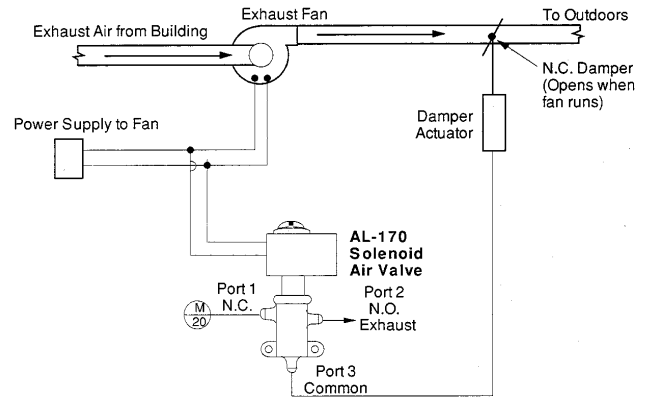 Exhaust Fan
To Outdoors
Exhaust Air from Building
N.C. Damper
(Opens when
fan runs)
Damper
Actuator
Power Supply to Fan
AL-170
Solenoid
Air Valve
Port 1
N.C.
Port 2
N.O.
Exhaust
M
20
Port 3
Common